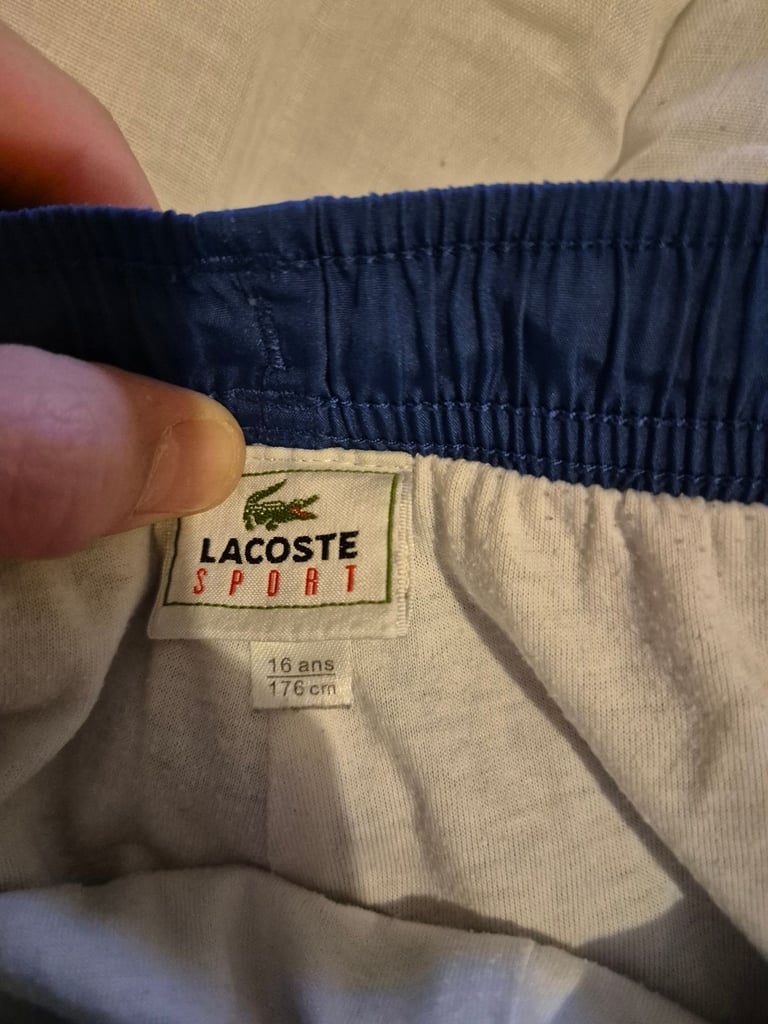 LACOSTE
SPORT
16 ans
176 cm